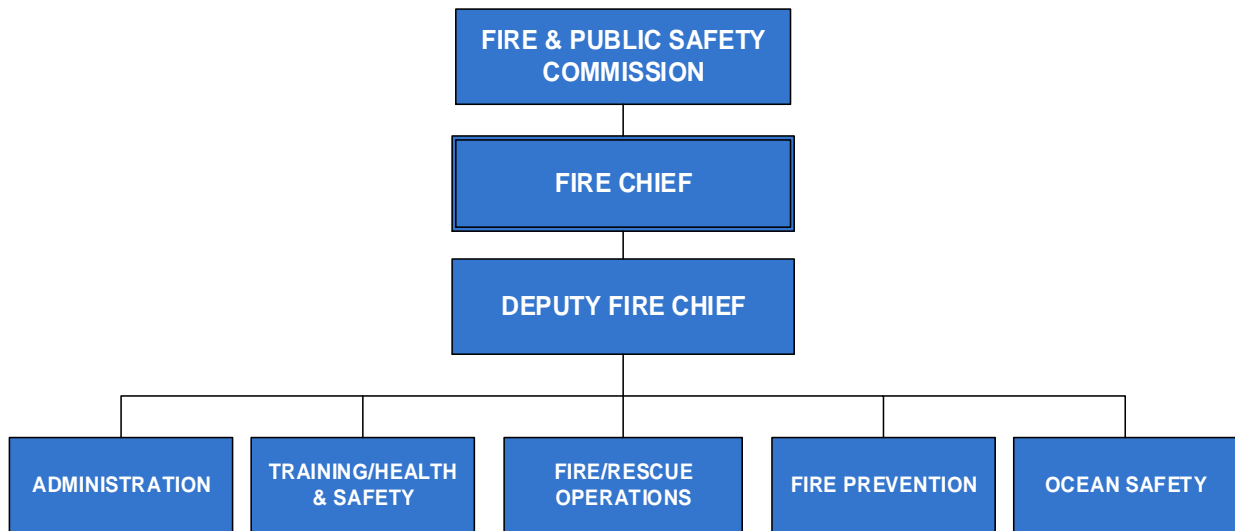 FIRE & PUBLIC SAFETY
COMMISSION
FIRE CHIEF
DEPUTY FIRE CHIEF
ADMINISTRATION
TRAINING/HEALTH
& SAFETY
FIRE/RESCUE
OPERATIONS
FIRE PREVENTION
OCEAN SAFETY